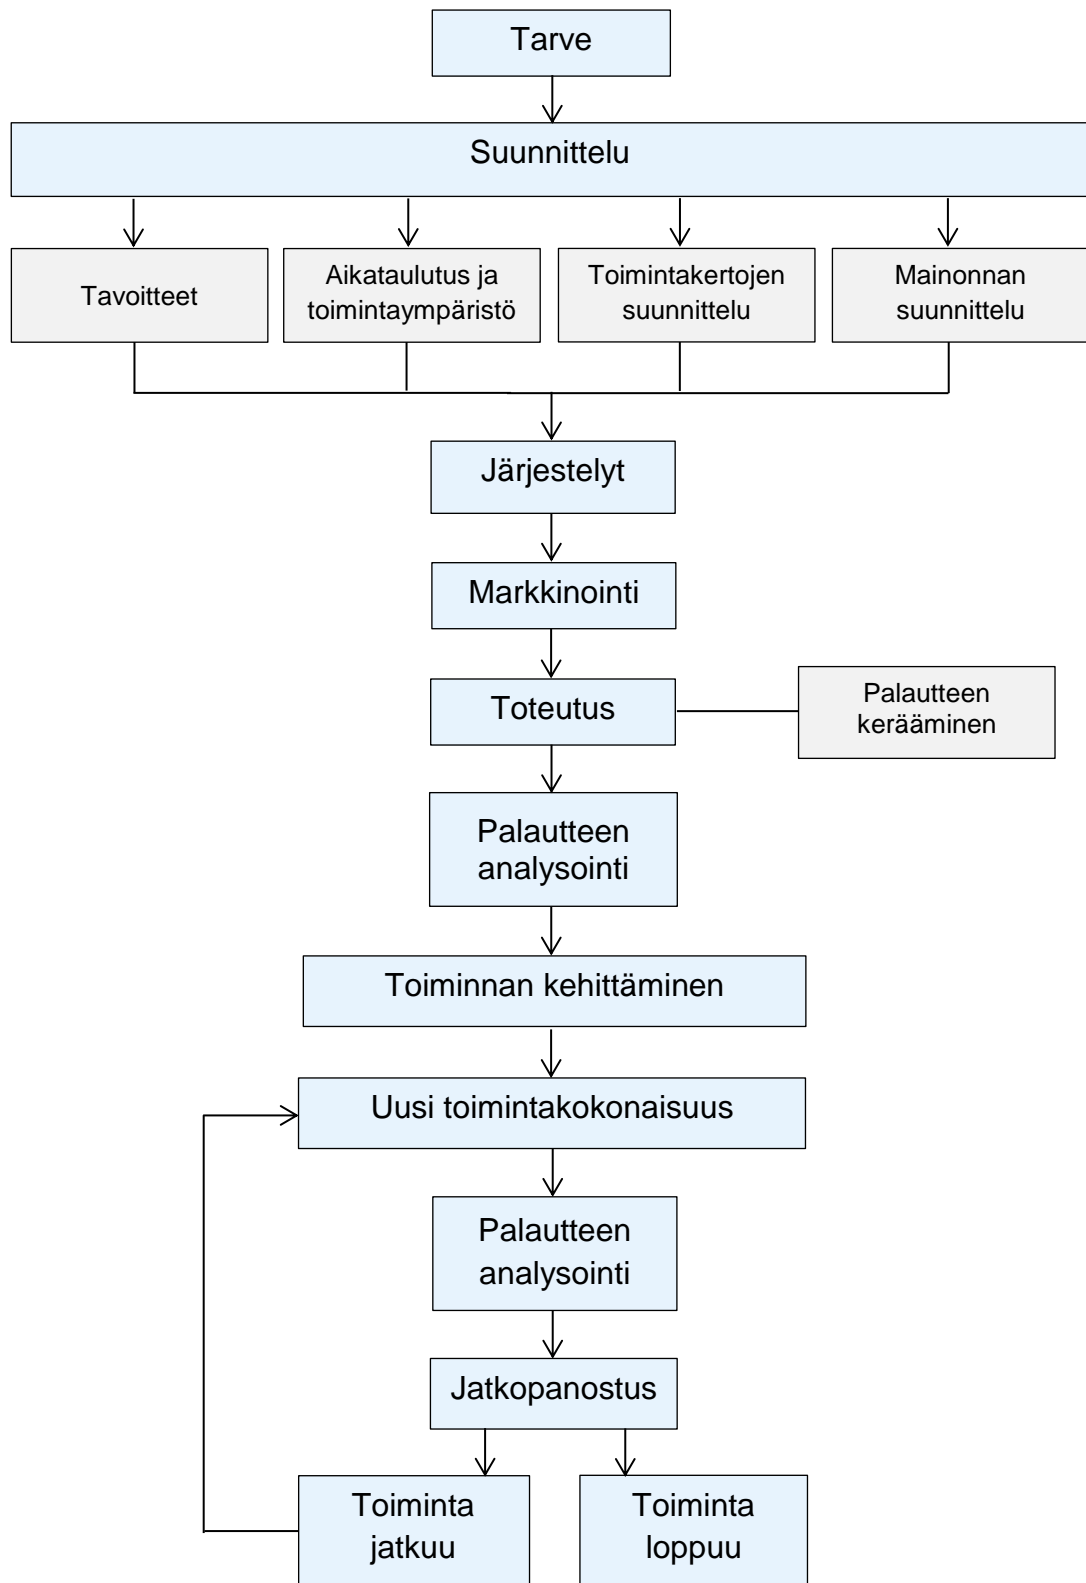 Tarve
Suunnittelu
Tavoitteet
Aikataulutus ja
toimintaympäristö
Toimintakertojen
suunnittelu
Mainonnan
suunnittelu
Järjestelyt
Markkinointi
Toteutus
Palautteen
kerääminen
Palautteen
analysointi
Toiminnan kehittäminen
Uusi toimintakokonaisuus
Palautteen
analysointi
Jatkopanostus
Toiminta
jatkuu
Toiminta
loppuu